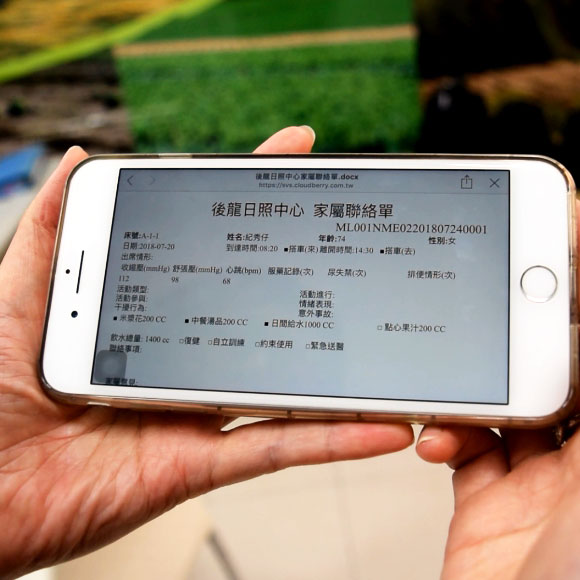 後龍日照中心家屬聯絡單.docx
https://svs.cloudberry.com.tw
後龍日照中心 家屬聯絡單
ML001NME02201807240001
床號:A-1-1 姓名:紀秀仔 年齡:74 性別:女
日期:2018-07-20 到達時間:08:20 ■搭車(來) 離開時間:14:30 ■搭車(去)
出席情形:
收縮壓(mmHg) 舒張壓(mmHg) 心跳(bpm) 服藥記錄(次) 尿失禁(次) 排便情形(次)
112 98 68
活動類型: 活動進行:
活動參與: 情緒表現:
干擾行為: 意外事故:
■ 米漿花200 CC ■ 中餐湯品200 CC ■ 日間給水1000 CC □ 點心果汁200 CC
飲水總量: 1400 cc □復健 □自立訓練 □約束使用 □緊急送醫
聯絡事項: